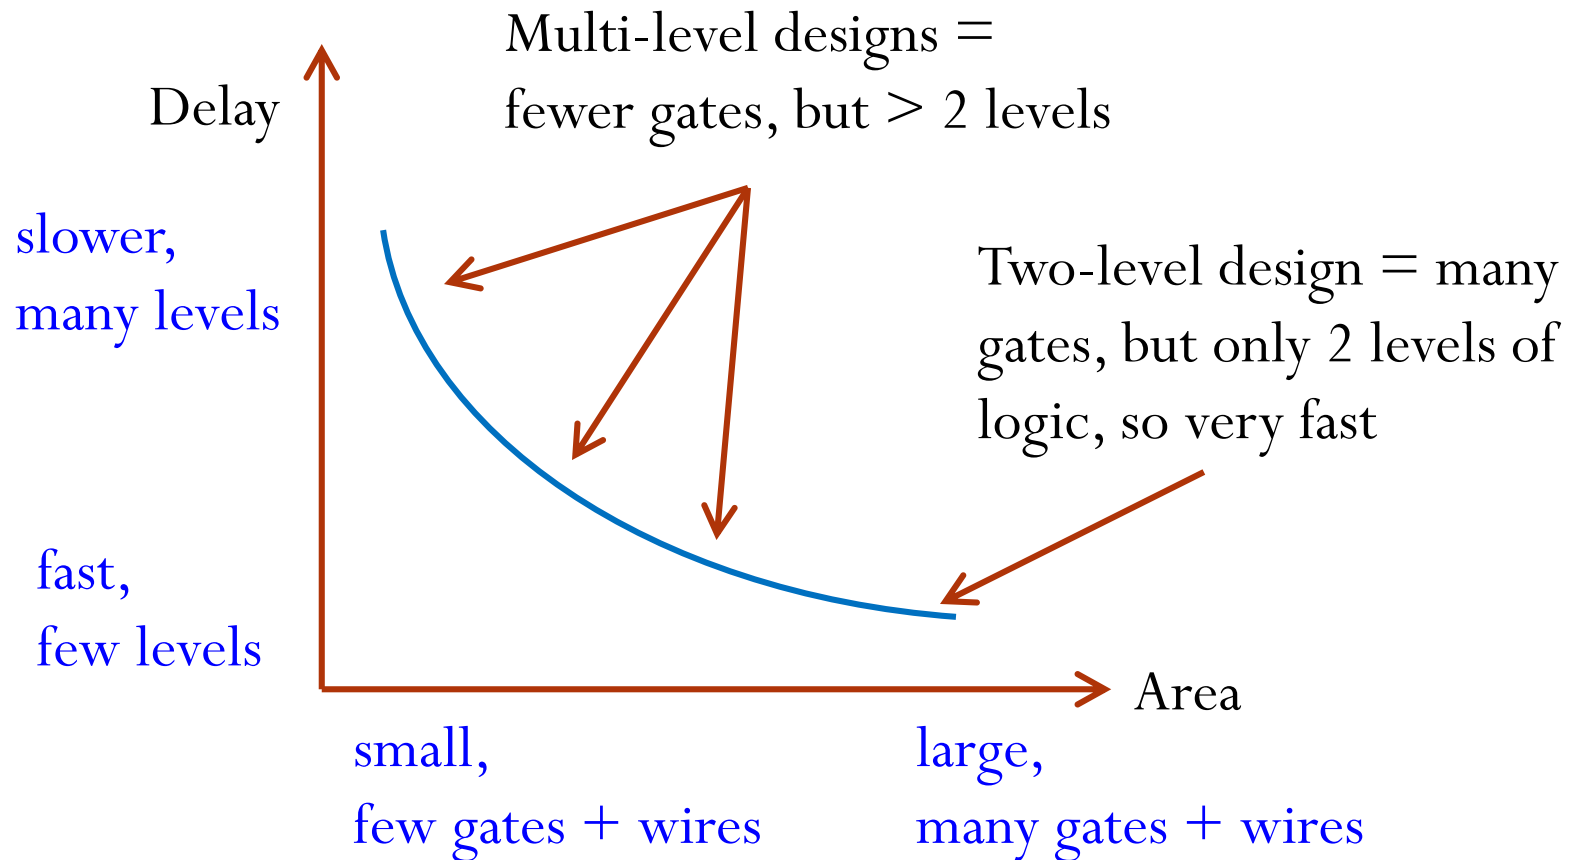 Multi-level designs =
fewer gates, but > 2 levels
Delay
slower,
many levels
Two-level design = many
gates, but only 2 levels of
logic, so very fast
fast,
few levels
Area
small,
few gates + wires
large,
many gates + wires